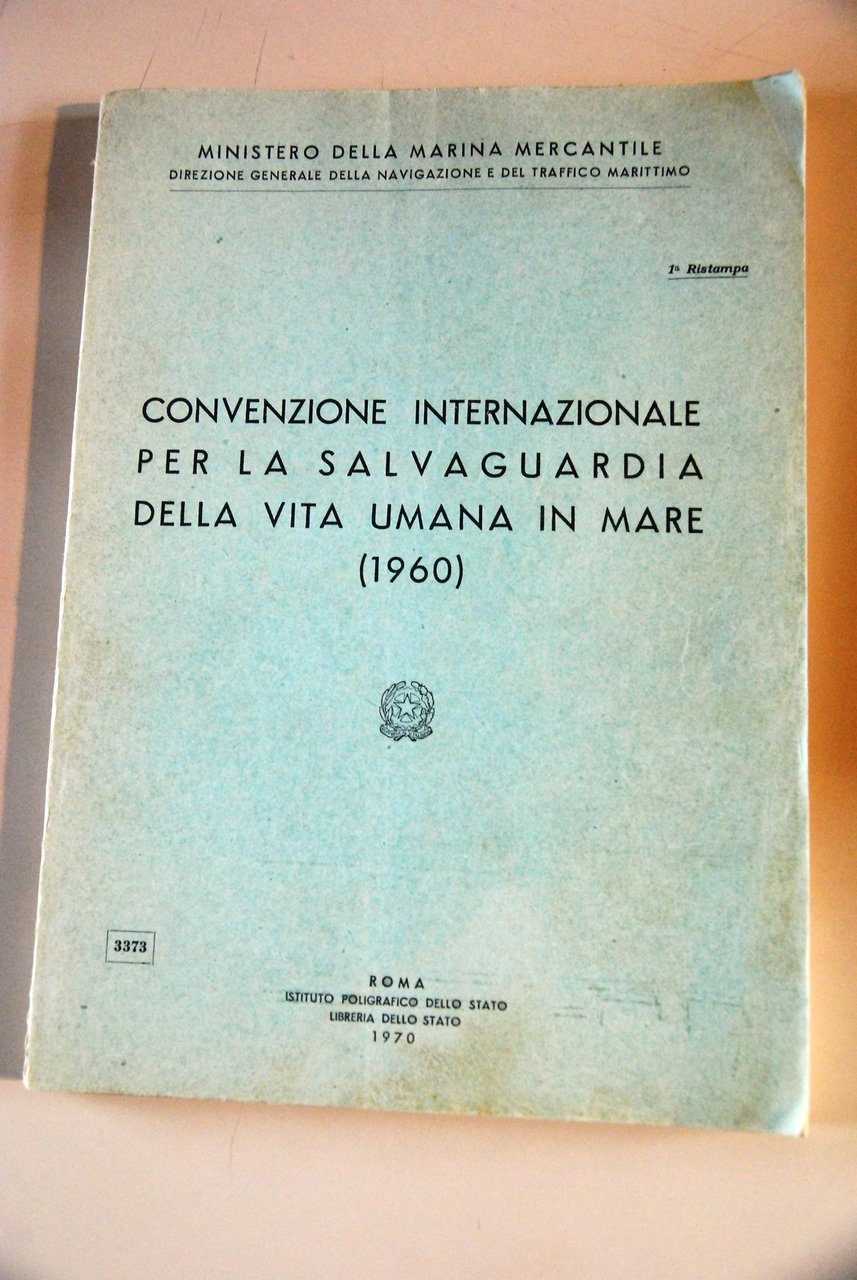 MINISTERO DELLA MARINA MERCANTILE
DIREZIONE GENERALE DELLA NAVIGAZIONE E DEL TRAFFICO MARITTIMO
1ª Ristampa
CONVENZIONE INTERNAZIONALE
PER LA SALVAGUARDIA
DELLA VITA UMANA IN MARE
(1960)
3373
ROMA
ISTITUTO POLIGRAFICO DELLO STATO
LIBRERIA DELLO STATO
1970